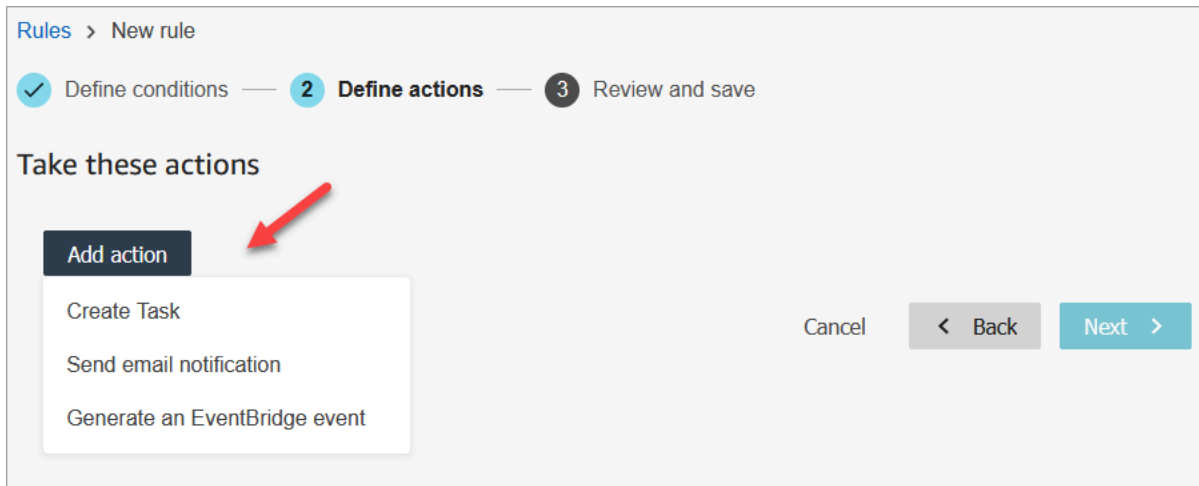 Rules > New rule
Define conditions 2 Define actions 3 Review and save
Take these actions
Add action
Create Task
Send email notification
Generate an EventBridge event
Cancel < Back Next >